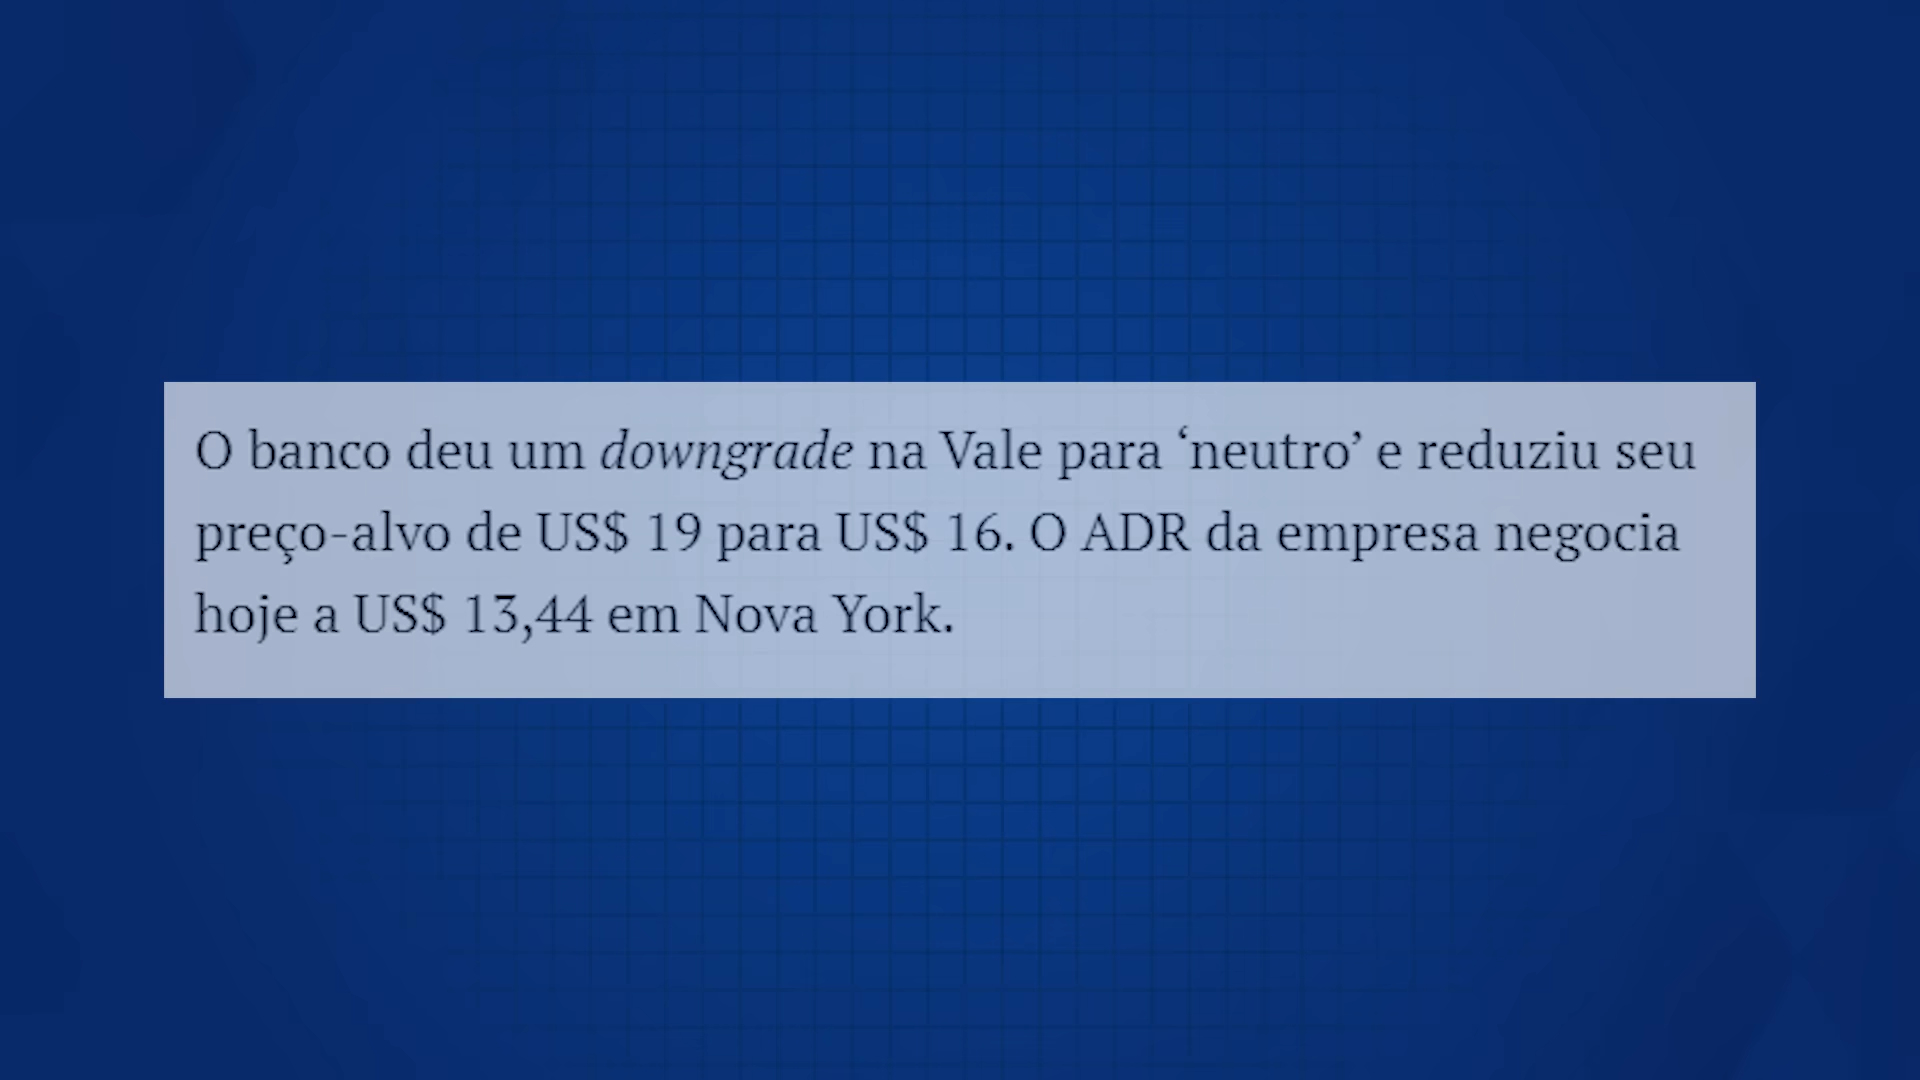 O banco deu um downgrade na Vale para ‘neutro’ e reduziu seu
preço-alvo de US$ 19 para US$ 16. O ADR da empresa negocia
hoje a US$ 13,44 em Nova York.